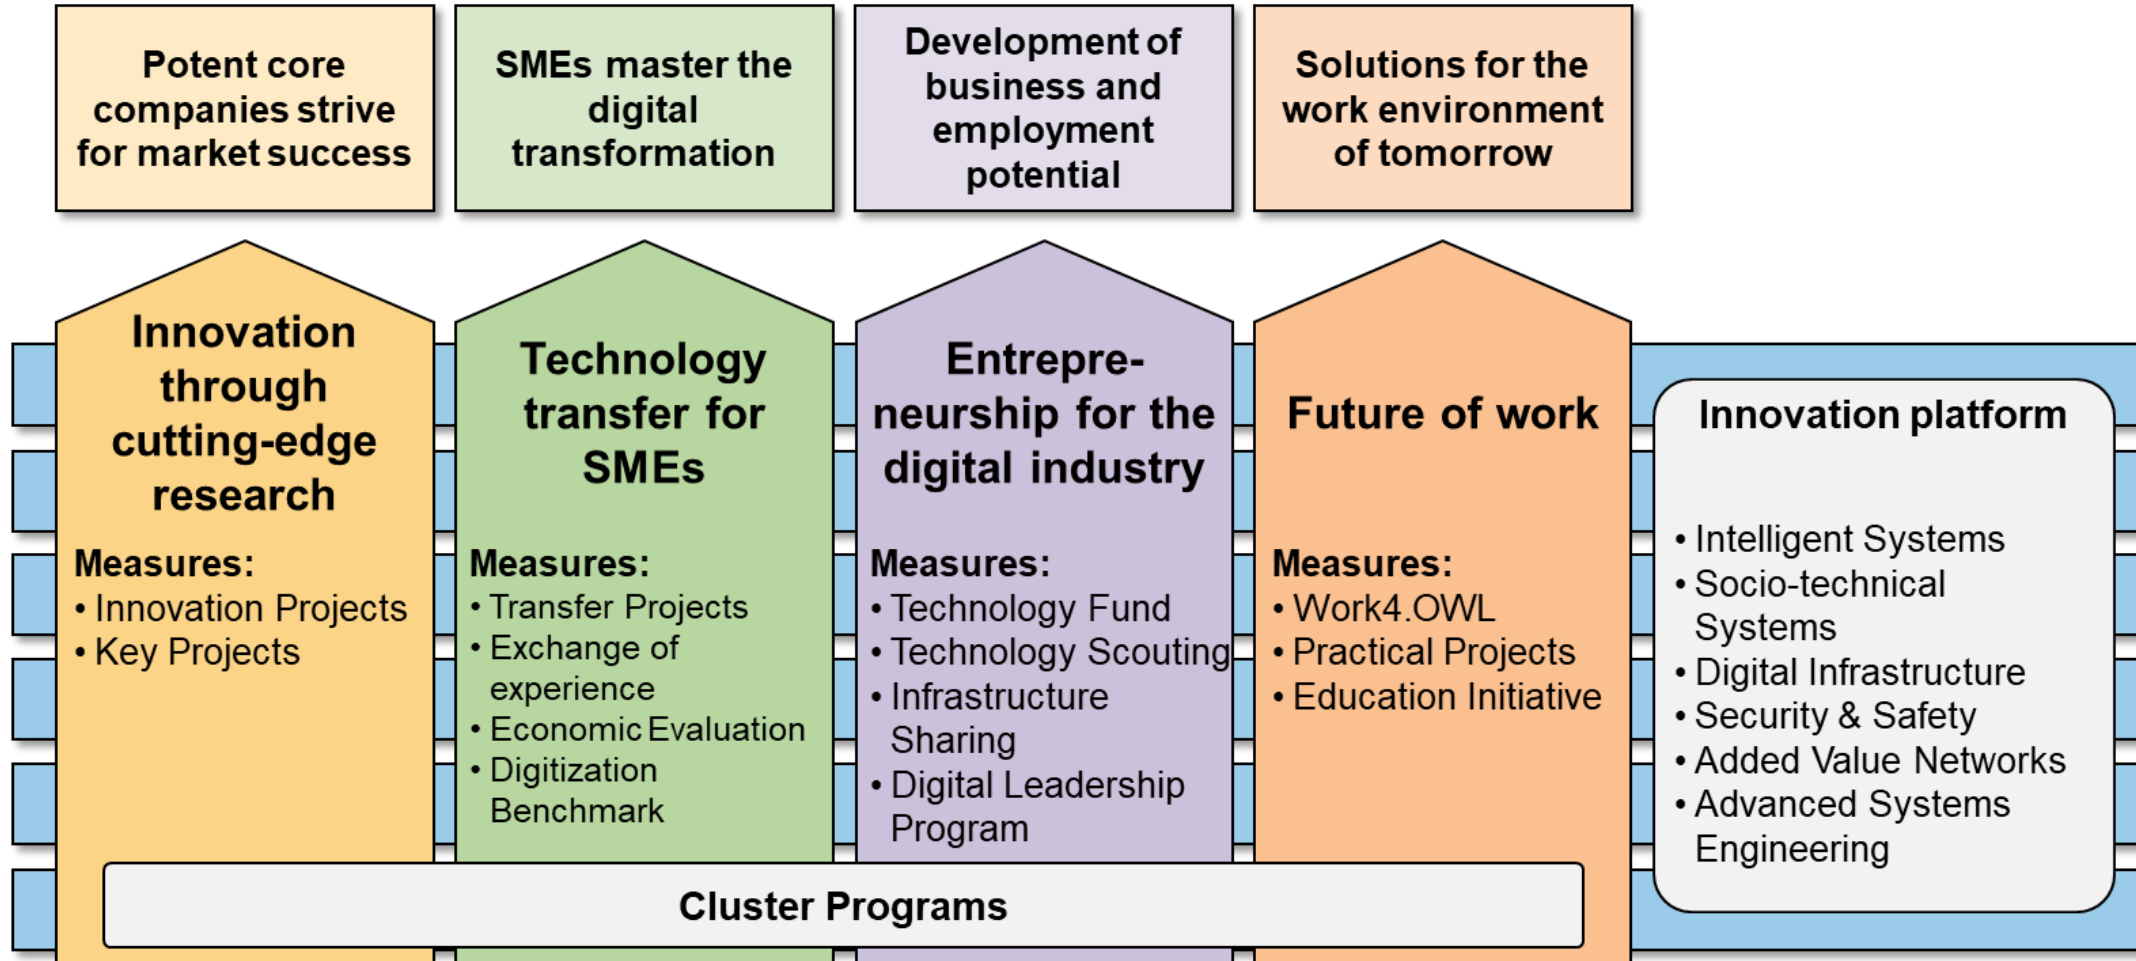 Potent core
companies strive
for market success
SMEs master the
digital
transformation
Development of
business and
employment
potential
Solutions for the
work environment
of tomorrow
Innovation
through
cutting-edge
research
Measures:
• Innovation Projects
• Key Projects
Technology
transfer for
SMEs
Measures:
• Transfer Projects
• Exchange of
experience
• Economic Evaluation
• Digitization
Benchmark
Entrepre-
neurship for the
digital industry
Measures:
• Technology Fund
• Technology Scouting
• Infrastructure
Sharing
• Digital Leadership
Program
Future of work
Measures:
• Work4.OWL
• Practical Projects
• Education Initiative
Innovation platform
• Intelligent Systems
• Socio-technical
Systems
• Digital Infrastructure
• Security & Safety
• Added Value Networks
• Advanced Systems
Engineering
Cluster Programs